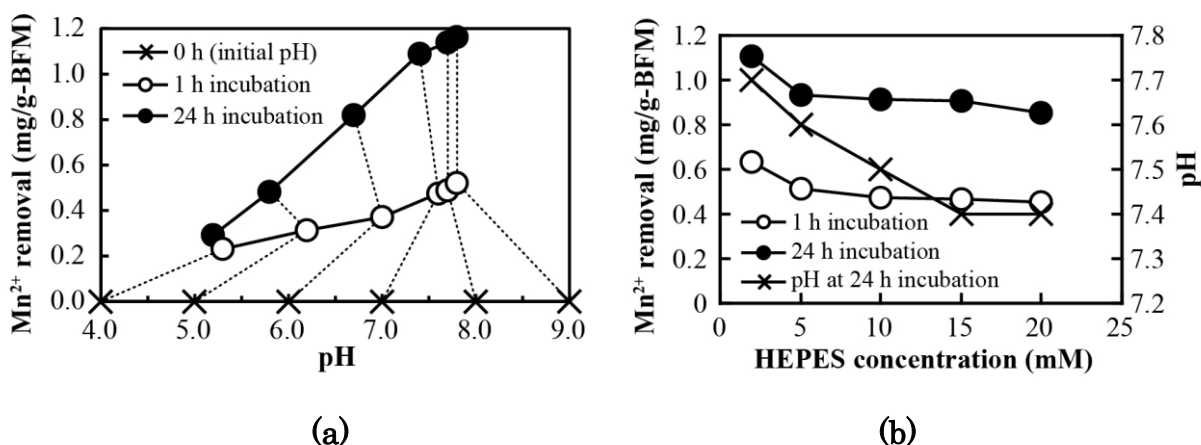 1.2
1.0
0.8
0.6
0.4
0.2
0.0
Mn²⁺ removal (mg/g-BFM)
0 h (initial pH)
1 h incubation
24 h incubation
4.0 5.0 6.0 7.0 8.0 9.0
pH
(a)
1.2
1.0
0.8
0.6
0.4
0.2
0
Mn²⁺ removal (mg/g-BFM)
1 h incubation
24 h incubation
pH at 24 h incubation
7.8
7.7
7.6
7.5
7.4
7.3
7.2
pH
0 5 10 15 20 25
HEPES concentration (mM)
(b)